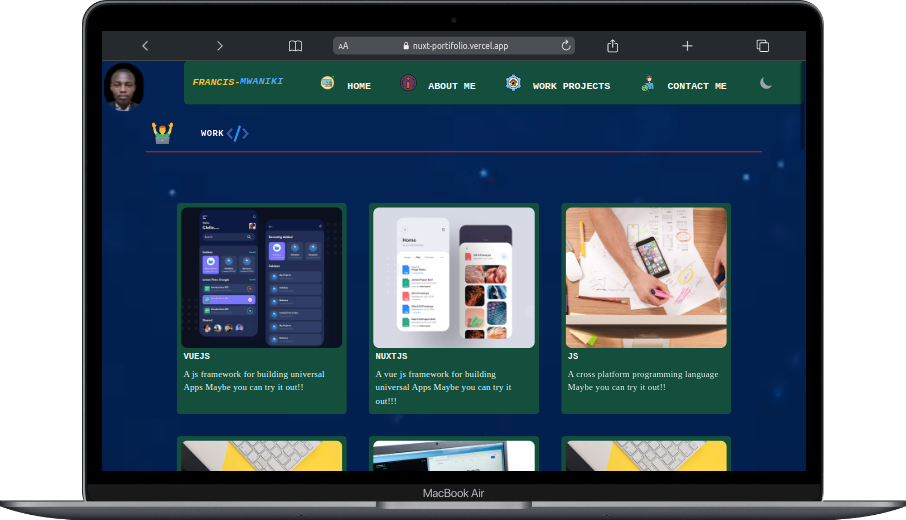 AA nuxt-portifolio.vercel.app
FRANCIS-MWANIKI HOME ABOUT ME WORK PROJECTS CONTACT ME
WORK </>
Home
VUEJS
A js framework for building universal
Apps Maybe you can try it out!!
NUXTJS
A vue js framework for building
universal Apps Maybe you can try it
out!!!
JS
A cross platform programming language
Maybe you can try it out!!
MacBook Air